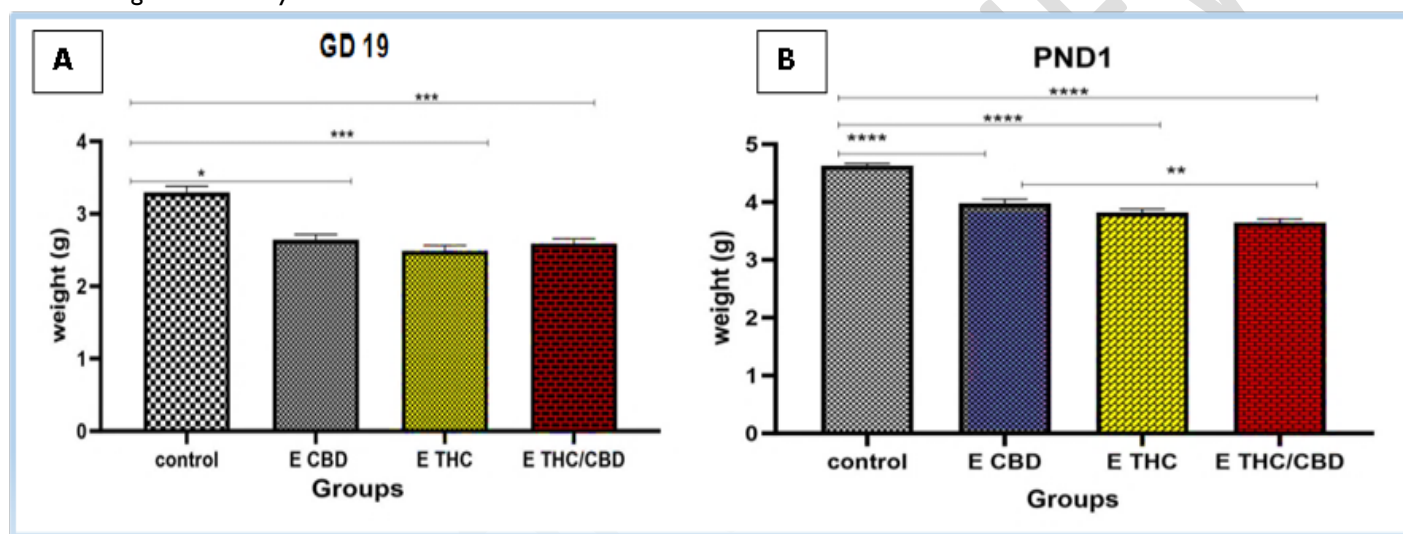 A
GD 19
***
***
*
4
3
2
1
0
weight (g)
control E CBD E THC E THC/CBD
Groups
B
PND1
****
****
****
**
5
4
3
2
1
0
weight (g)
control E CBD E THC E THC/CBD
Groups